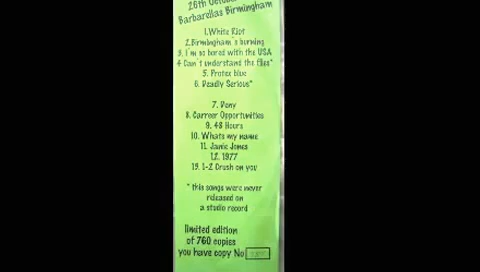 26th October
Barbarellas Birmingham
1.White Riot
2.Birmingham's burning
3. I'm so bored with the USA
4 Can't understand the flies*
5. Protex blue
6. Deadly Serious*
7. Deny
8. Carreer Opportunities
9. 48 Hours
10. Whats my name
11. Janie Jones
12. 1977
13. 1-2 Crush on you
* this songs were never
released on
a studio record
limited edition
of 760 copies
you have copy No